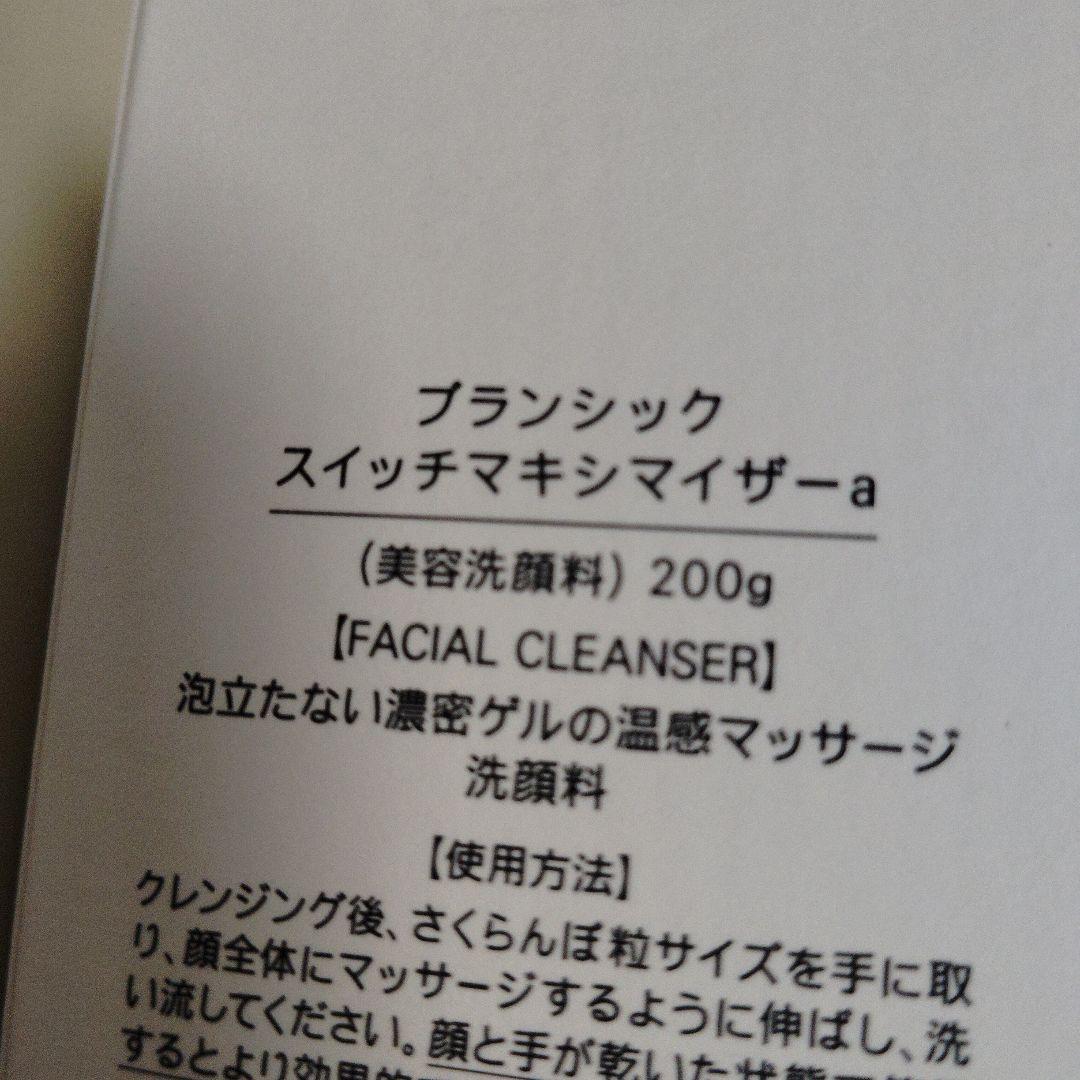 ブランシック
スイッチマキシマイザーa
(美容洗顔料) 200g
【FACIAL CLEANSER】
泡立たない濃密ゲルの温感マッサージ
洗顔料
【使用方法】
クレンジング後、さくらんぼ粒サイズを手に取
り、顔全体にマッサージするように伸ばし、洗
い流してください。顔と手が乾いた状態で
するとより効果的